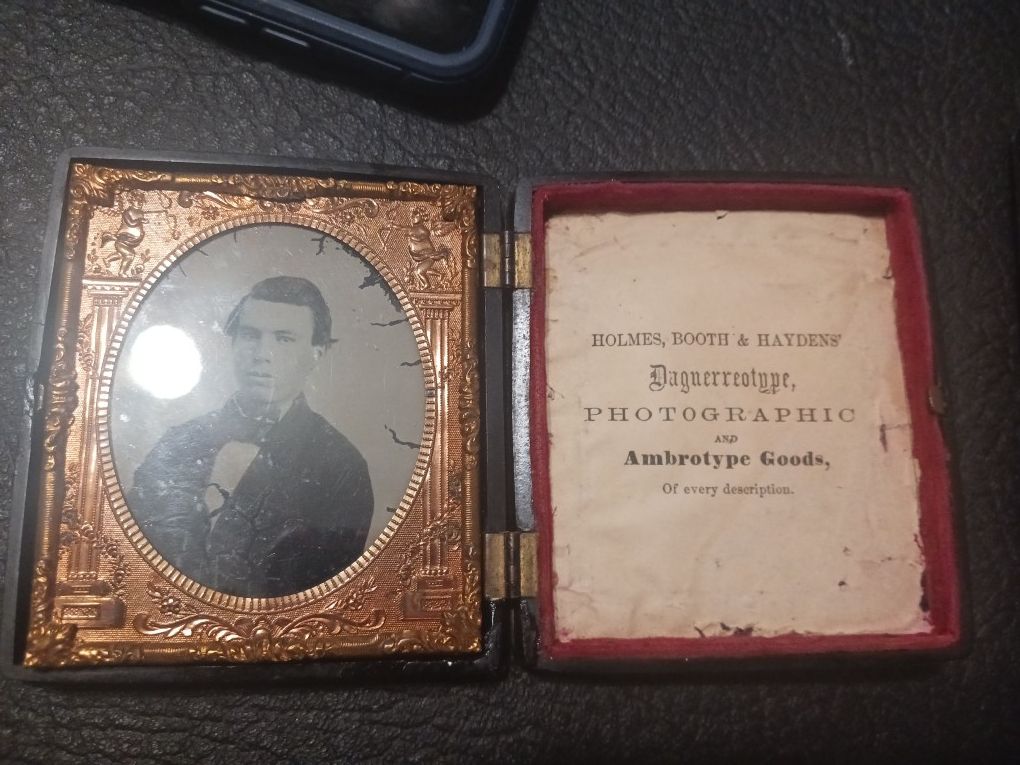 HOLMES, BOOTH & HAYDENS'
Daguerreotype,
PHOTOGRAPHIC
AND
Ambrotype Goods,
Of every description.